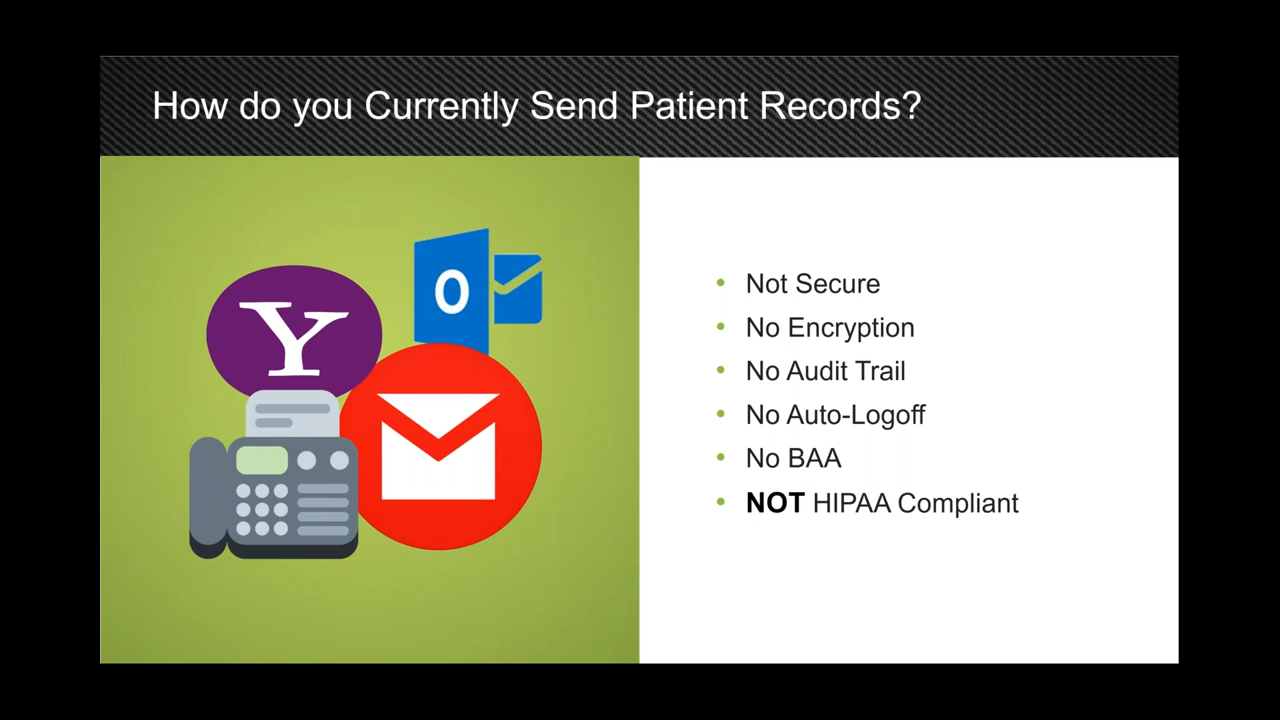 How do you Currently Send Patient Records?
Y
O
• Not Secure
• No Encryption
• No Audit Trail
• No Auto-Logoff
• No BAA
• NOT HIPAA Compliant